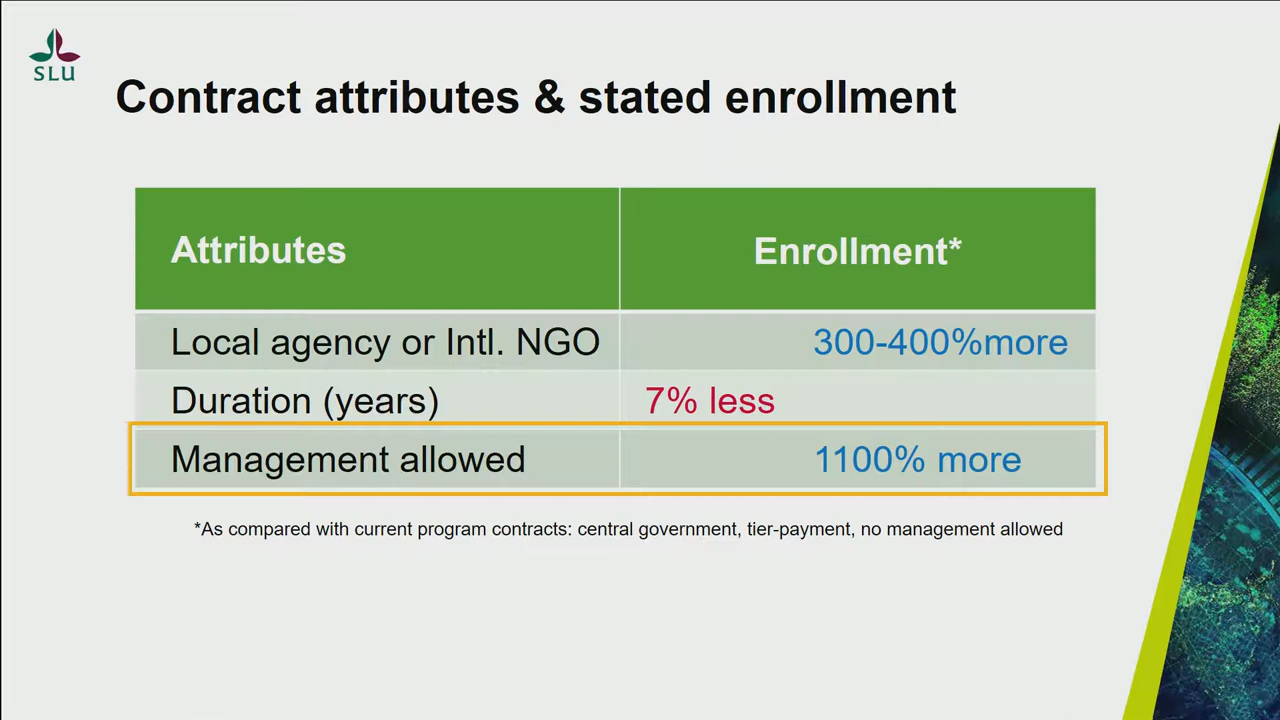 SLU
Contract attributes & stated enrollment
Attributes Enrollment*
Local agency or Intl. NGO 300-400%more
Duration (years) 7% less
Management allowed 1100% more
*As compared with current program contracts: central government, tier-payment, no management allowed